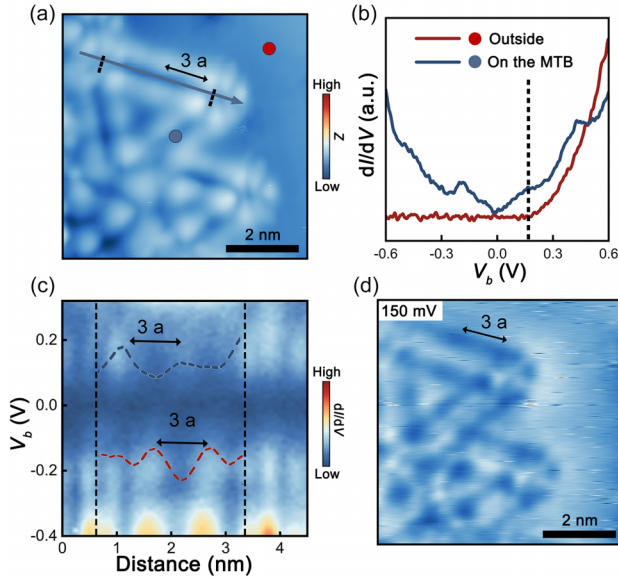 (a)
3 a
2 nm
High
Z
Low
(b)
Outside
On the MTB
dI/dV (a.u.)
-0.6
-0.3
0.0
0.3
0.6
V_b (V)
(c)
3 a
3 a
V_b (V)
0.2
0.0
-0.2
-0.4
0
1
2
3
4
Distance (nm)
High
dI/dV
Low
(d)
150 mV
3 a
2 nm